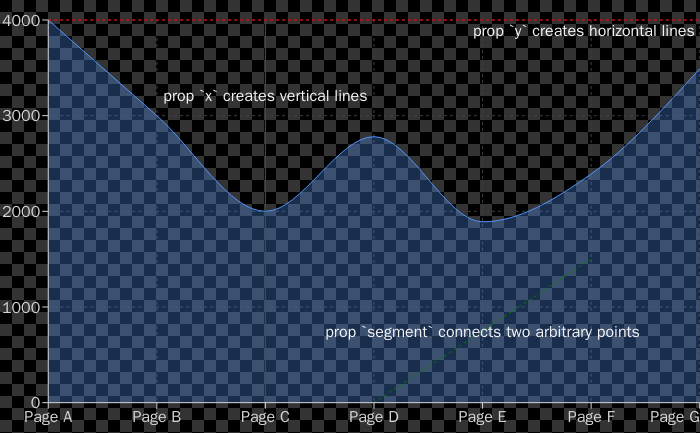 4000
prop `y` creates horizontal lines
prop `x` creates vertical lines
3000
2000
1000
prop `segment` connects two arbitrary points
0
Page A Page B Page C Page D Page E Page F Page G